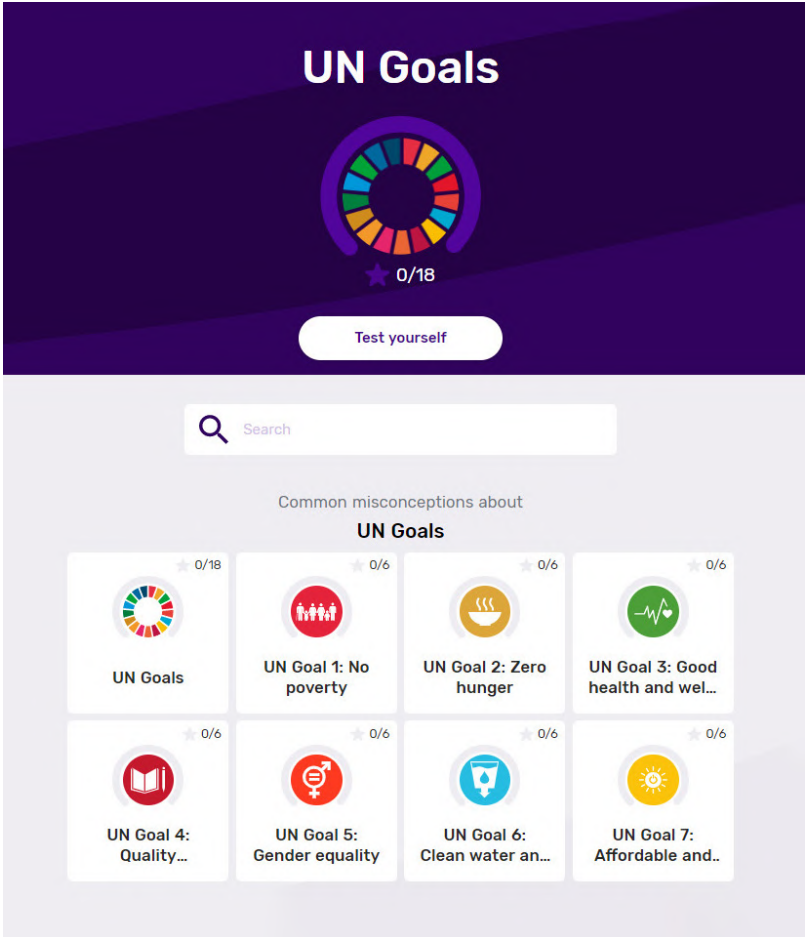 UN Goals
0/18
Test yourself
Search
Common misconceptions about
UN Goals
0/18
UN Goals
0/6
UN Goal 1: No
poverty
0/6
UN Goal 2: Zero
hunger
0/6
UN Goal 3: Good
health and wel...
0/6
UN Goal 4:
Quality...
0/6
UN Goal 5:
Gender equality
0/6
UN Goal 6:
Clean water an...
0/6
UN Goal 7:
Affordable and..